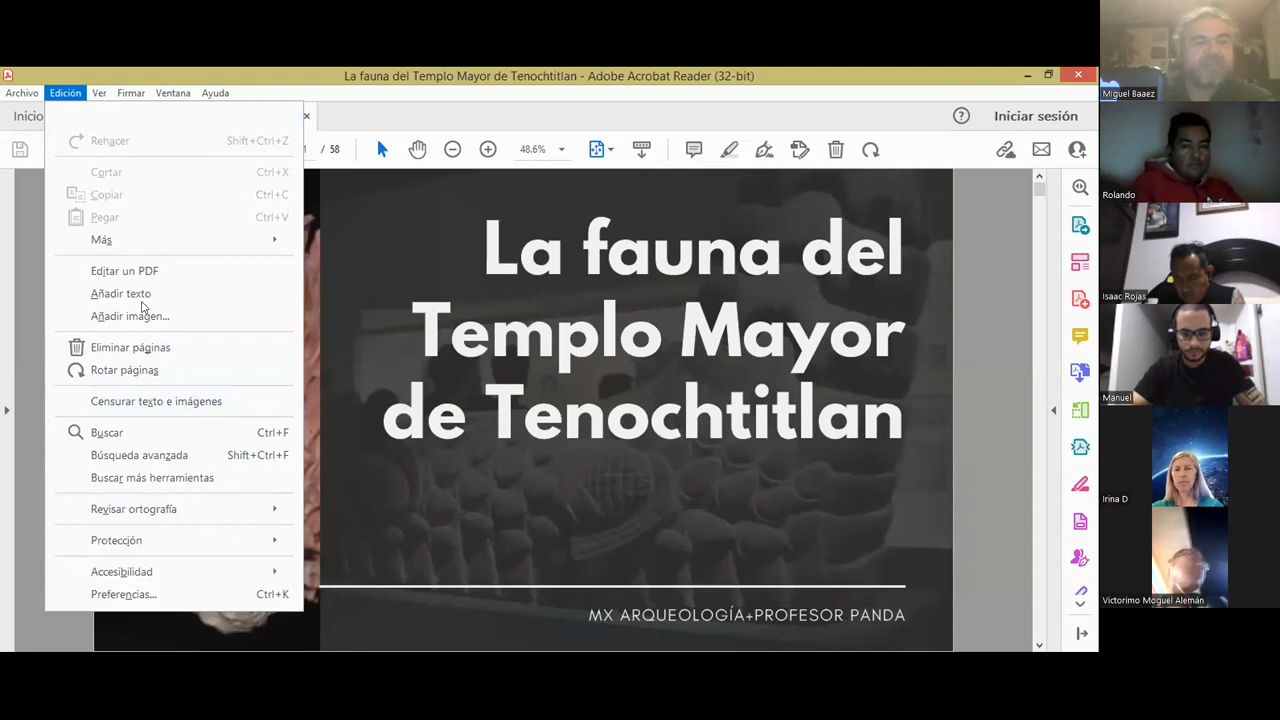 La fauna del Templo Mayor de Tenochtitlan - Adobe Acrobat Reader (32-bit)
Archivo Edición Ver Firmar Ventana Ayuda
Inicio
Iniciar sesión
/ 58
48.6%
Rehacer Shift+Ctrl+Z
Cortar Ctrl+X
Copiar Ctrl+C
Pegar Ctrl+V
Más
Editar un PDF
Añadir texto
Añadir imagen...
Eliminar páginas
Rotar páginas
Censurar texto e imágenes
Buscar Ctrl+F
Búsqueda avanzada Shift+Ctrl+F
Buscar más herramientas
Revisar ortografía
Protección
Accesibilidad
Preferencias... Ctrl+K
La fauna del
Templo Mayor
de Tenochtitlan
MX ARQUEOLOGÍA+PROFESOR PANDA
Miguel Baaez
Rolando
Isaac Rojas
Manuel
Irina D
Victorimo Moguel Alemán